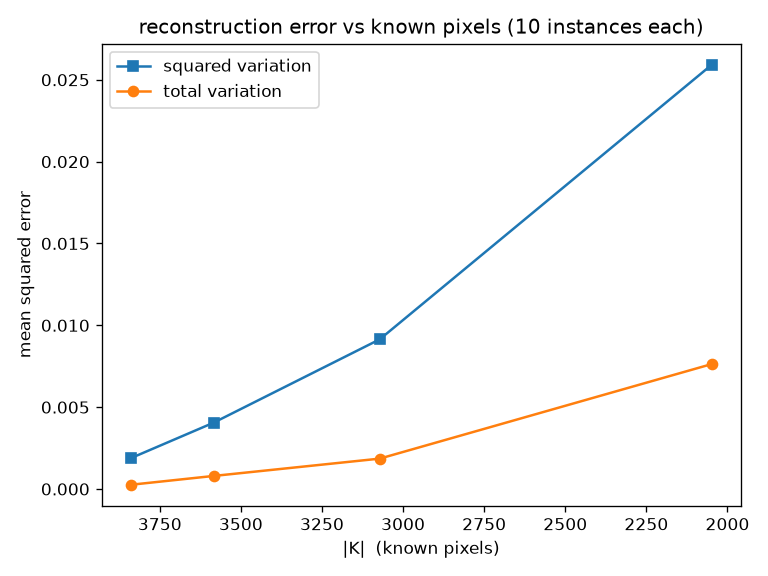 reconstruction error vs known pixels (10 instances each)
squared variation
total variation
mean squared error
0.025
0.020
0.015
0.010
0.005
0.000
3750 3500 3250 3000 2750 2500 2250 2000
|K|  (known pixels)